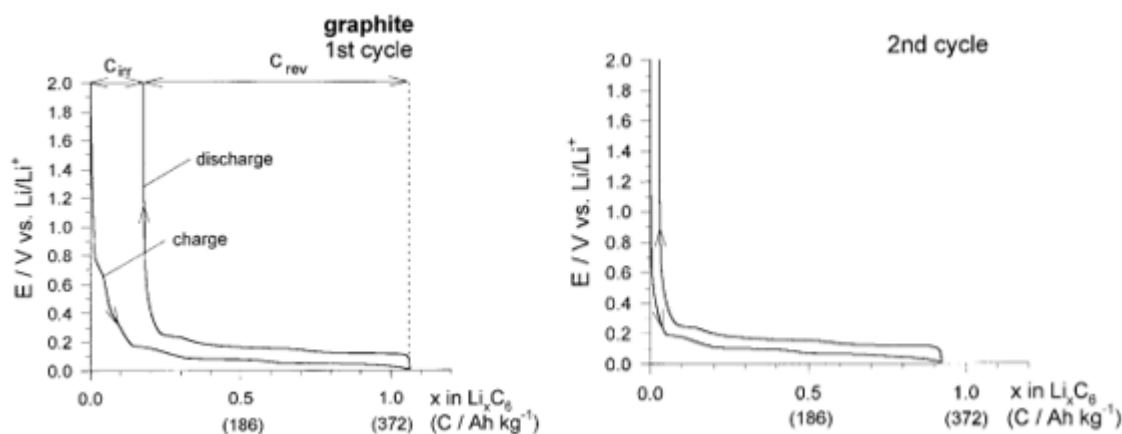 graphite
1st cycle
C_irr
C_rev
E / V vs. Li/Li⁺
2.0
1.8
1.6
1.4
1.2
1.0
0.8
0.6
0.4
0.2
0.0
discharge
charge
0.0 0.5 1.0 x in LiₓC₆
(186) (372) (C / Ah kg⁻¹)
2nd cycle
E / V vs. Li/Li⁺
2.0
1.8
1.6
1.4
1.2
1.0
0.8
0.6
0.4
0.2
0.0
0.0 0.5 1.0 x in LiₓC₆
(186) (372) (C / Ah kg⁻¹)